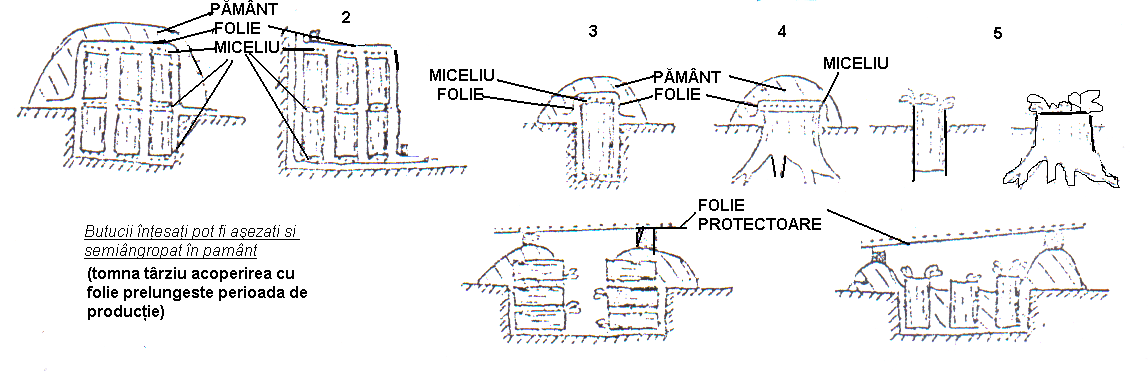 PĂMÂNT
FOLIE
MICELIU
2
3
4
5
MICELIU
FOLIE
PĂMÂNT
FOLIE
MICELIU
FOLIE
PROTECTOARE
Butucii întesați pot fi așezati si
semiângropat în pamânt
(tomna târziu acoperirea cu
folie prelungeste perioada de
producție)